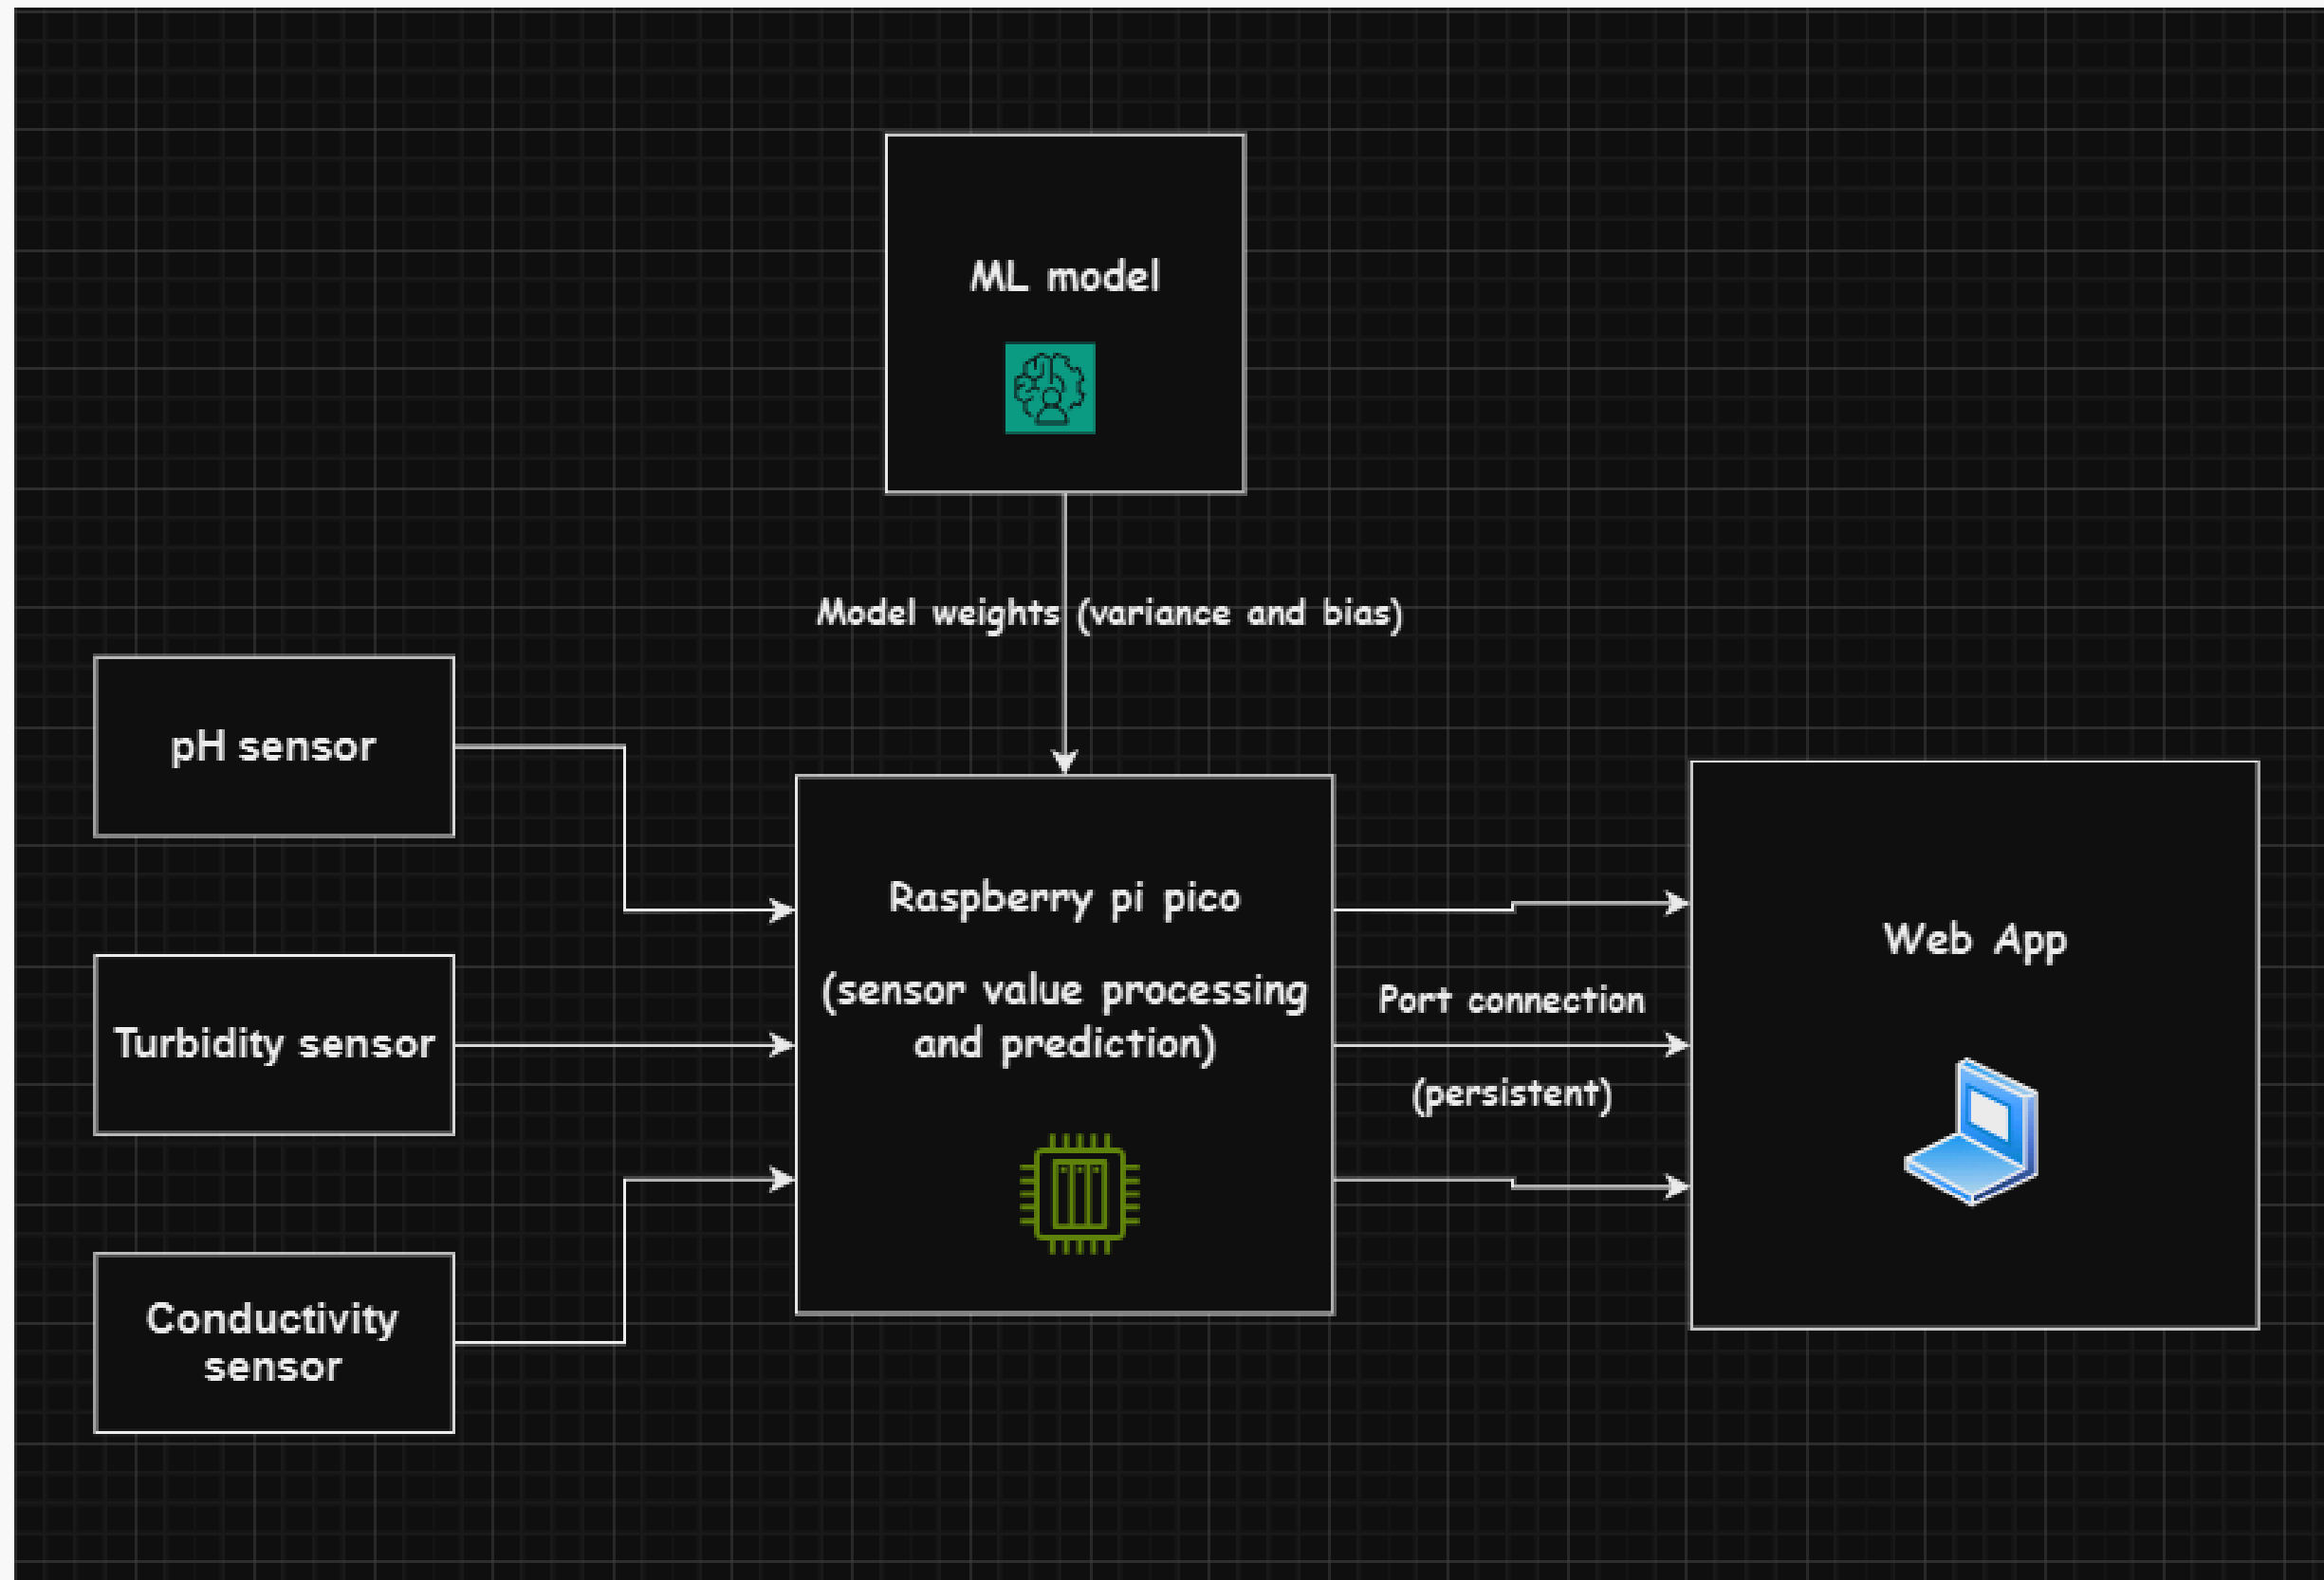 ML model
Model weights (variance and bias)
pH sensor
Turbidity sensor
Conductivity
sensor
Raspberry pi pico
(sensor value processing
and prediction)
Port connection
(persistent)
Web App